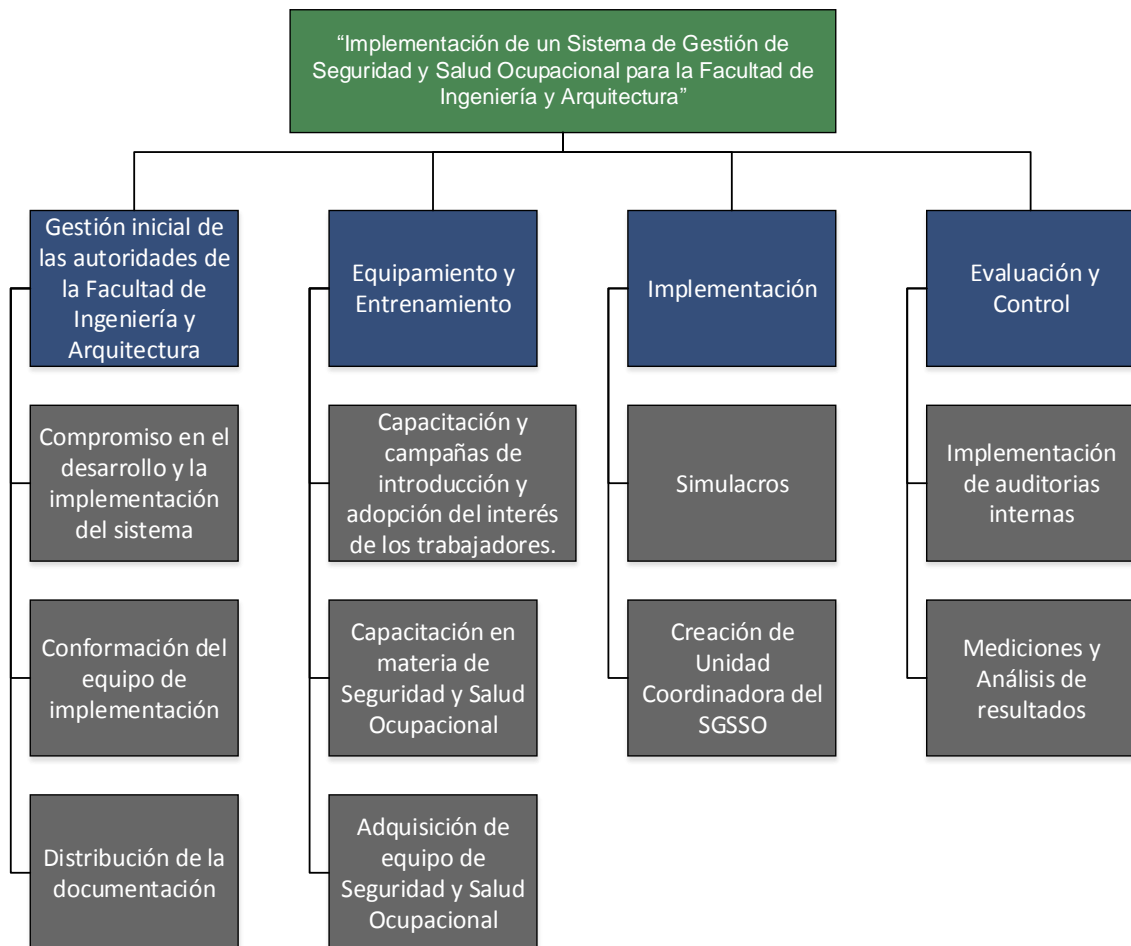 “Implementación de un Sistema de Gestión de
Seguridad y Salud Ocupacional para la Facultad de
Ingeniería y Arquitectura”
Gestión inicial de
las autoridades de
la Facultad de
Ingeniería y
Arquitectura
Compromiso en el
desarrollo y la
implementación
del sistema
Conformación del
equipo de
implementación
Distribución de la
documentación
Equipamiento y
Entrenamiento
Capacitación y
campañas de
introducción y
adopción del interés
de los trabajadores.
Capacitación en
materia de
Seguridad y Salud
Ocupacional
Adquisición de
equipo de
Seguridad y Salud
Ocupacional
Implementación
Simulacros
Creación de
Unidad
Coordinadora del
SGSSO
Evaluación y
Control
Implementación
de auditorias
internas
Mediciones y
Análisis de
resultados